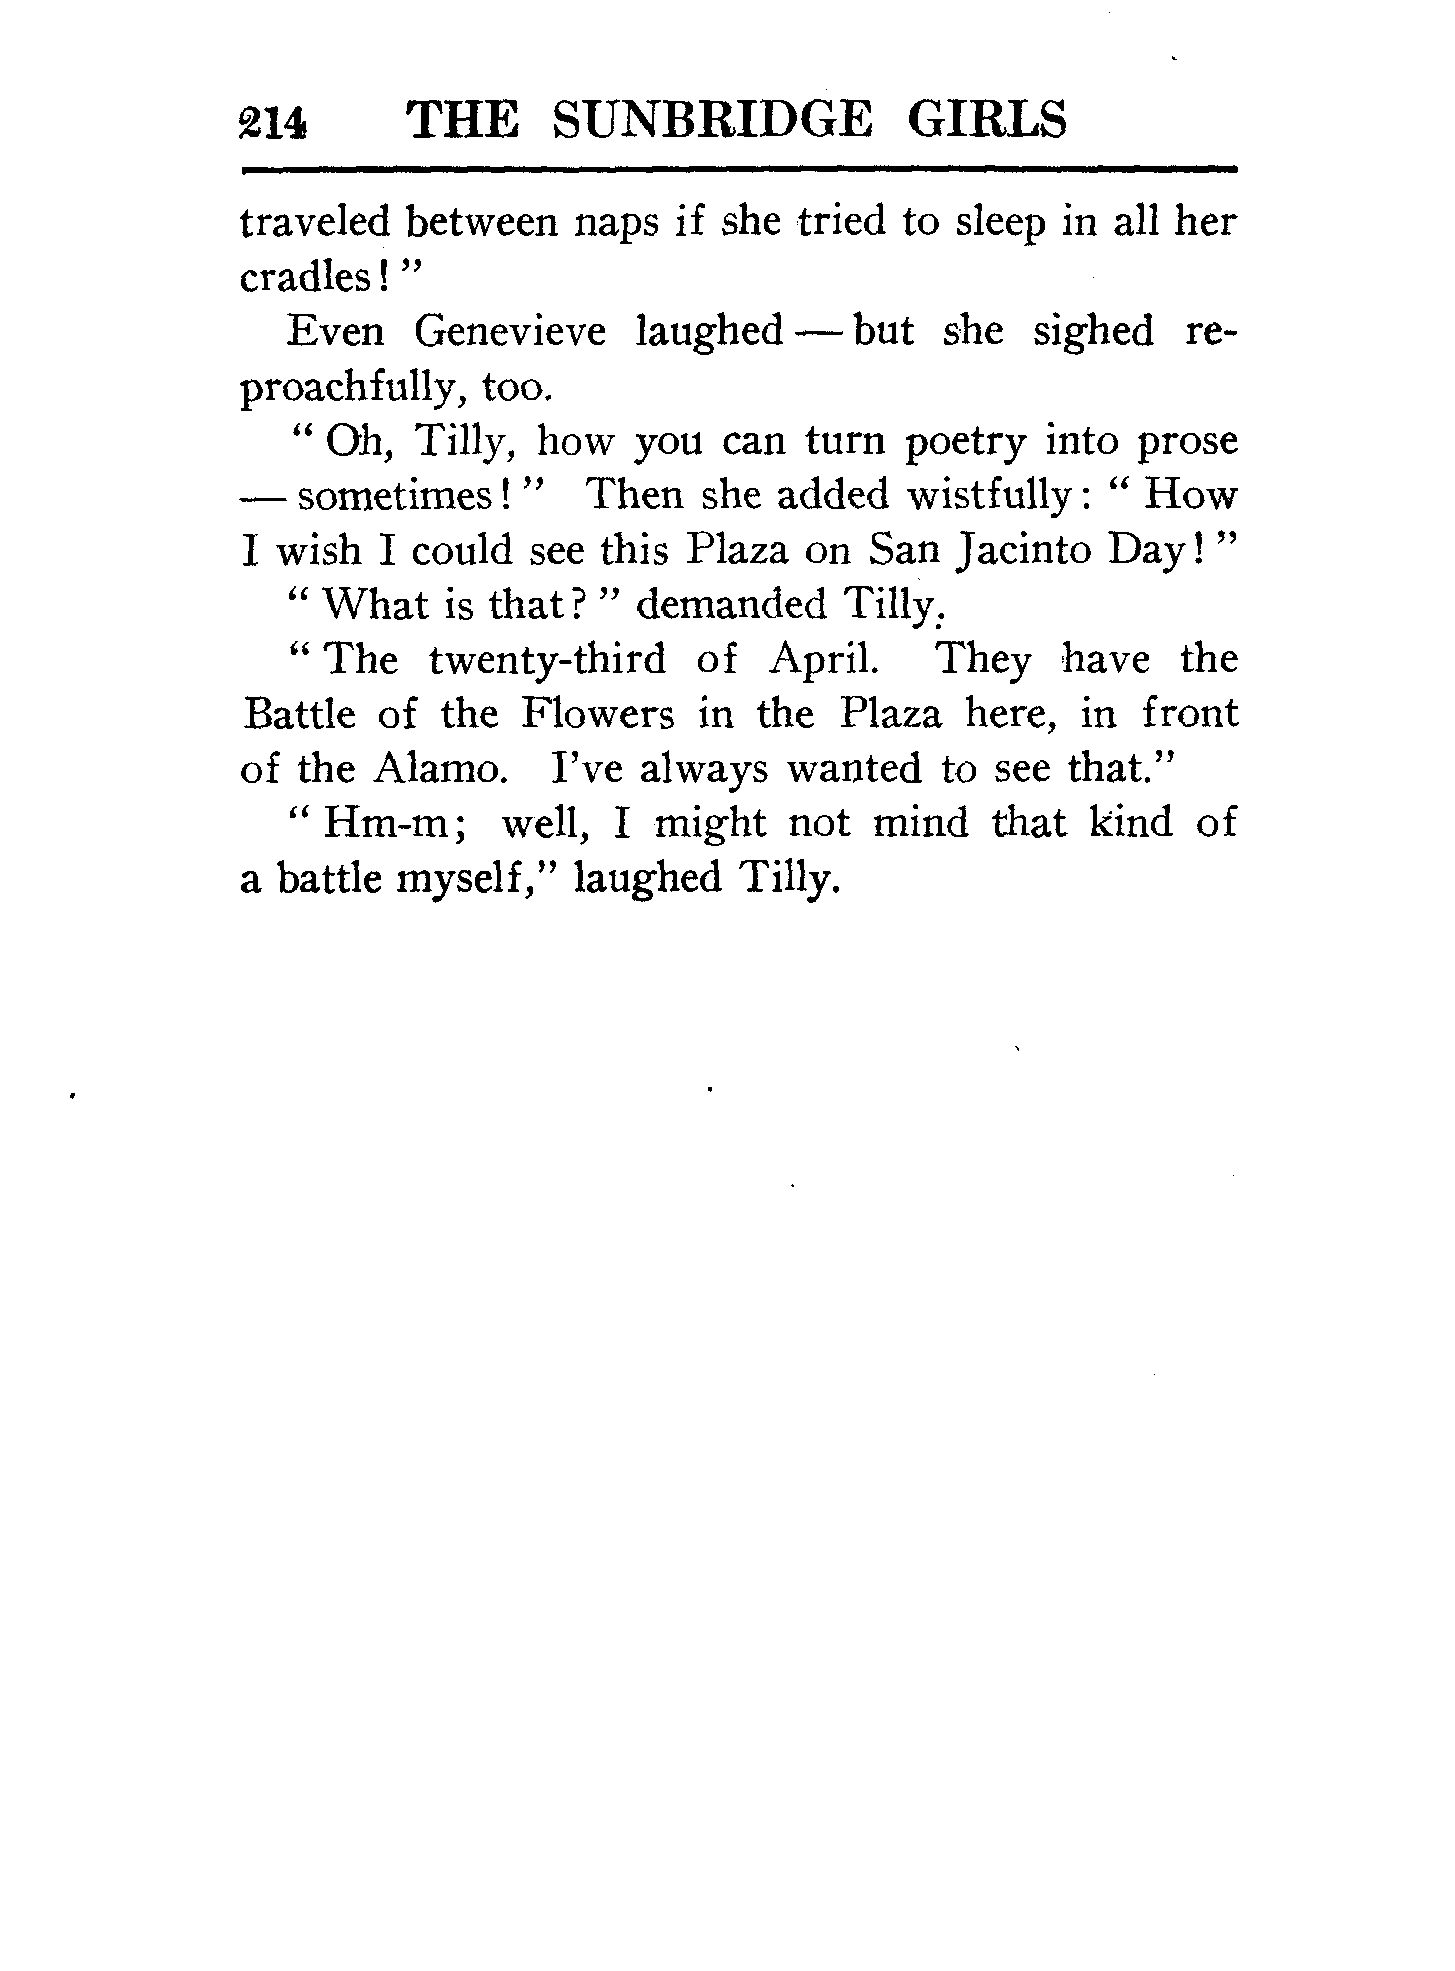 214 THE SUNBRIDGE GIRLS
traveled between naps if she tried to sleep in all her
cradles!”
Even Genevieve laughed — but she sighed re-
proachfully, too.
“Oh, Tilly, how you can turn poetry into prose
— sometimes!” Then she added wistfully: “How
I wish I could see this Plaza on San Jacinto Day!”
“What is that?” demanded Tilly.
“The twenty-third of April. They have the
Battle of the Flowers in the Plaza here, in front
of the Alamo. I’ve always wanted to see that.”
“Hm-m; well, I might not mind that kind of
a battle myself,” laughed Tilly.